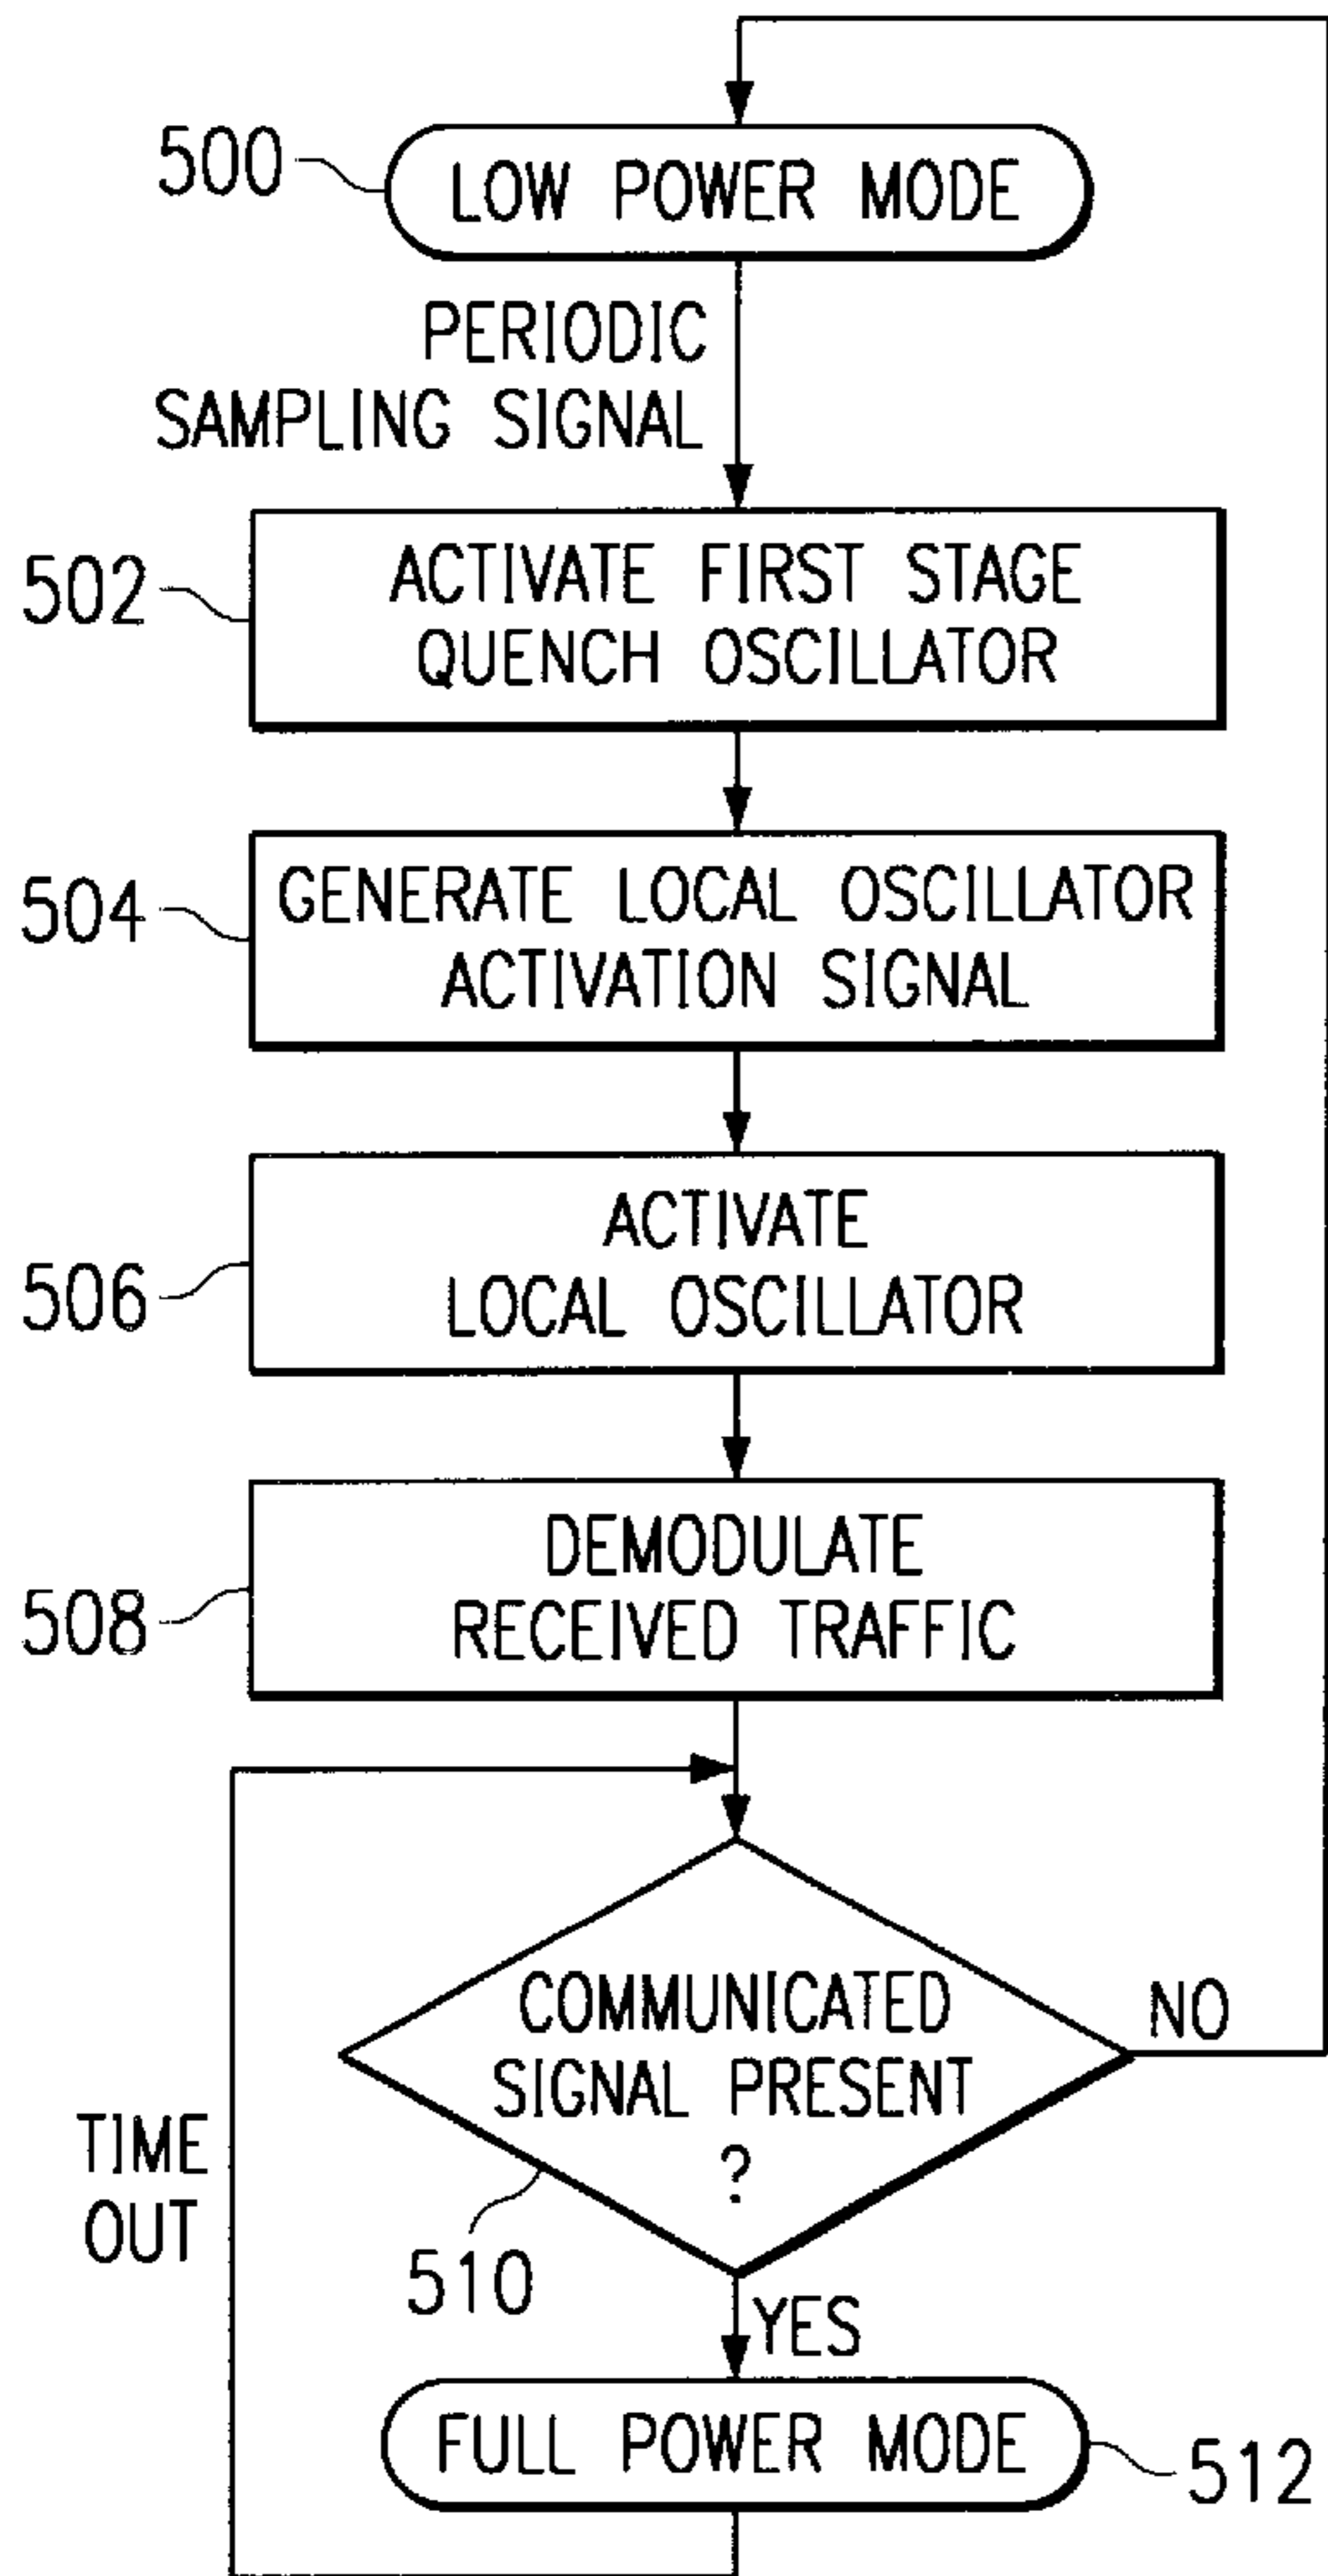 500
LOW POWER MODE
PERIODIC
SAMPLING SIGNAL
502
ACTIVATE FIRST STAGE
QUENCH OSCILLATOR
504
GENERATE LOCAL OSCILLATOR
ACTIVATION SIGNAL
506
ACTIVATE
LOCAL OSCILLATOR
508
DEMODULATE
RECEIVED TRAFFIC
COMMUNICATED
SIGNAL PRESENT
?
NO
TIME
OUT
510
YES
FULL POWER MODE
512